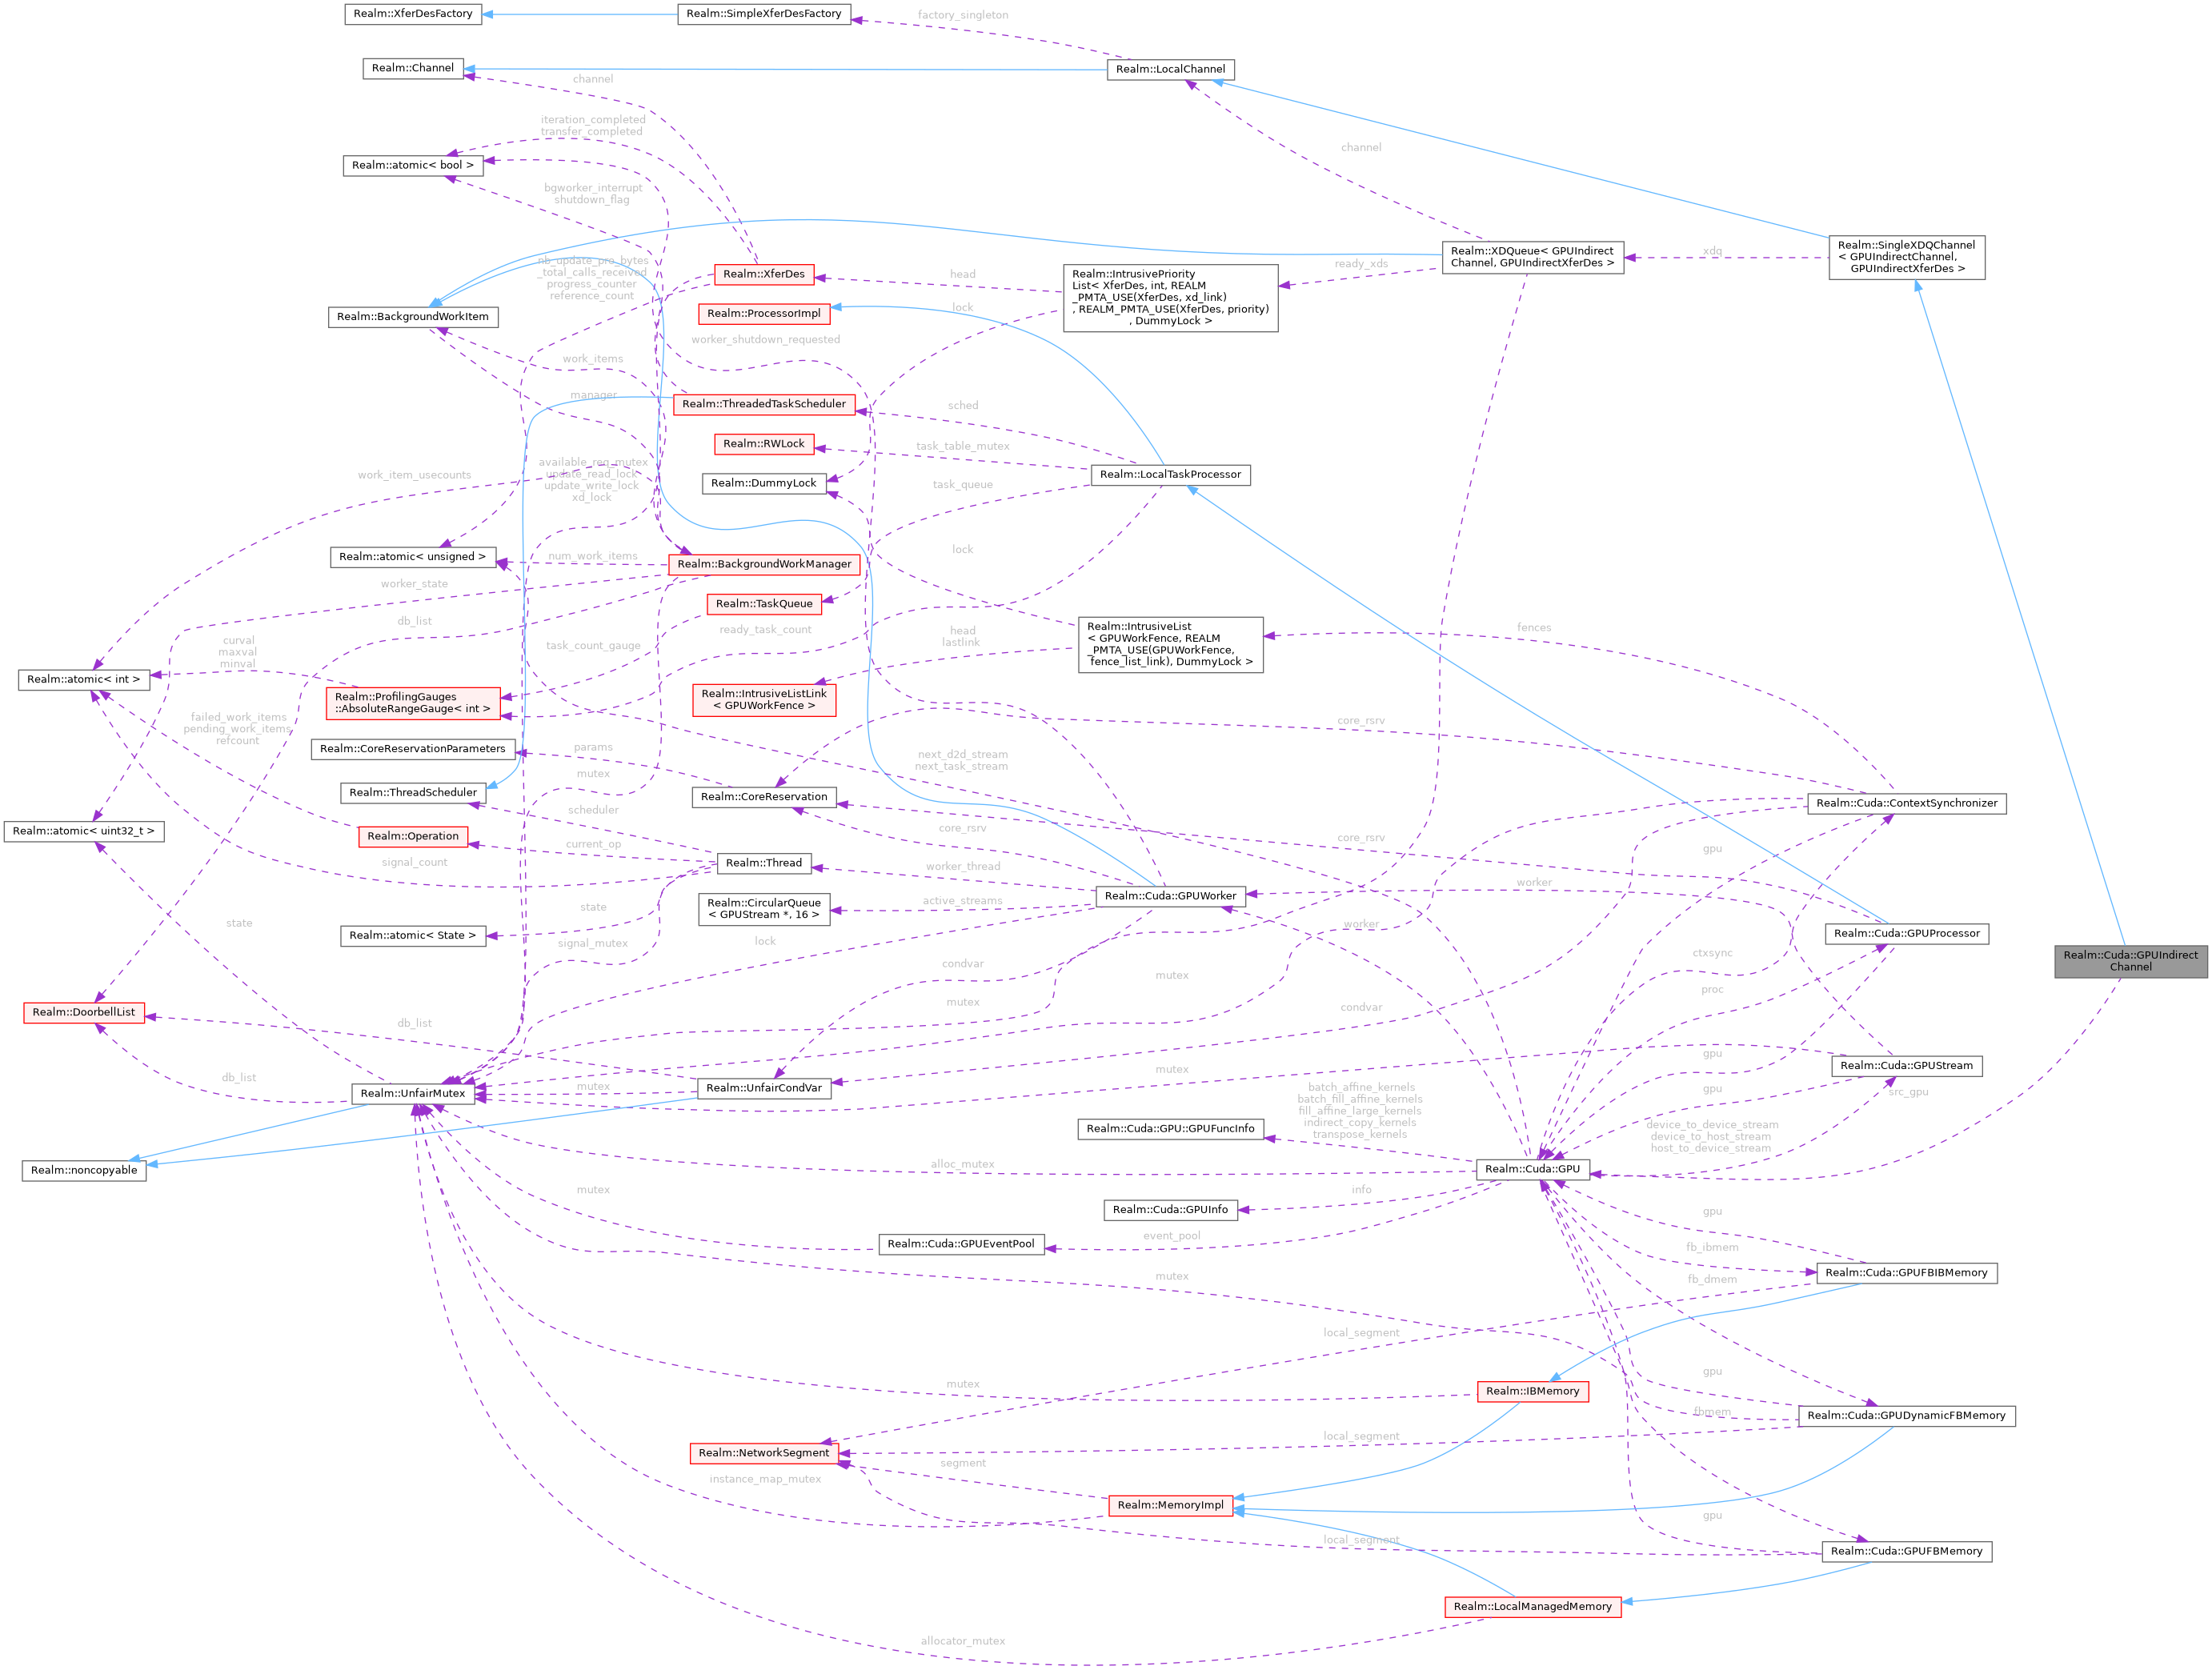 Realm::XferDesFactory
Realm::SimpleXferDesFactory
factory_singleton
Realm::Channel
Realm::LocalChannel
channel
iteration_completed
transfer_completed
Realm::atomic< bool >
channel
bgworker_interrupt
shutdown_flag
Realm::XDQueue< GPUIndirect
Channel, GPUIndirectXferDes >
xdq
Realm::SingleXDQChannel
< GPUIndirectChannel,
GPUIndirectXferDes >
ready_xds
Realm::IntrusivePriority
List< XferDes, int, REALM
_PMTA_USE(XferDes, xd_link)
, REALM_PMTA_USE(XferDes, priority)
, DummyLock >
head
lock
Realm::XferDes
nb_update_pro_bytes
_total_calls_received
progress_counter
reference_count
Realm::ProcessorImpl
Realm::BackgroundWorkItem
worker_shutdown_requested
work_items
manager
Realm::ThreadedTaskScheduler
sched
Realm::RWLock
task_table_mutex
Realm::LocalTaskProcessor
Realm::DummyLock
task_queue
work_item_usecounts
available_req_mutex
update_read_lock
update_write_lock
xd_lock
Realm::atomic< unsigned >
num_work_items
Realm::BackgroundWorkManager
lock
worker_state
db_list
Realm::TaskQueue
ready_task_count
task_count_gauge
head
lastlink
Realm::IntrusiveList
< GPUWorkFence, REALM
_PMTA_USE(GPUWorkFence,
fence_list_link), DummyLock >
fences
curval
maxval
minval
Realm::atomic< int >
Realm::ProfilingGauges
::AbsoluteRangeGauge< int >
Realm::IntrusiveListLink
< GPUWorkFence >
failed_work_items
pending_work_items
refcount
Realm::CoreReservationParameters
params
core_rsrv
next_d2d_stream
next_task_stream
mutex
Realm::ThreadScheduler
Realm::CoreReservation
Realm::Cuda::ContextSynchronizer
scheduler
Realm::atomic< uint32_t >
Realm::Operation
current_op
core_rsrv
core_rsrv
gpu
signal_count
Realm::Thread
worker_thread
Realm::Cuda::GPUWorker
worker
state
active_streams
Realm::CircularQueue
< GPUStream *, 16 >
state
Realm::atomic< State >
signal_mutex
lock
worker
Realm::Cuda::GPUProcessor
ctxsync
Realm::Cuda::GPUIndirect
Channel
condvar
mutex
proc
Realm::DoorbellList
db_list
mutex
condvar
gpu
mutex
Realm::Cuda::GPUStream
db_list
Realm::UnfairMutex
mutex
Realm::UnfairCondVar
gpu
src_gpu
batch_affine_kernels
batch_fill_affine_kernels
fill_affine_large_kernels
indirect_copy_kernels
transpose_kernels
Realm::Cuda::GPU::GPUFuncInfo
device_to_device_stream
device_to_host_stream
host_to_device_stream
Realm::noncopyable
alloc_mutex
Realm::Cuda::GPU
mutex
info
Realm::Cuda::GPUInfo
gpu
event_pool
Realm::Cuda::GPUEventPool
fb_ibmem
Realm::Cuda::GPUFBIBMemory
mutex
fb_dmem
local_segment
gpu
mutex
Realm::IBMemory
fbmem
Realm::Cuda::GPUDynamicFBMemory
local_segment
Realm::NetworkSegment
segment
instance_map_mutex
Realm::MemoryImpl
gpu
local_segment
Realm::Cuda::GPUFBMemory
Realm::LocalManagedMemory
allocator_mutex